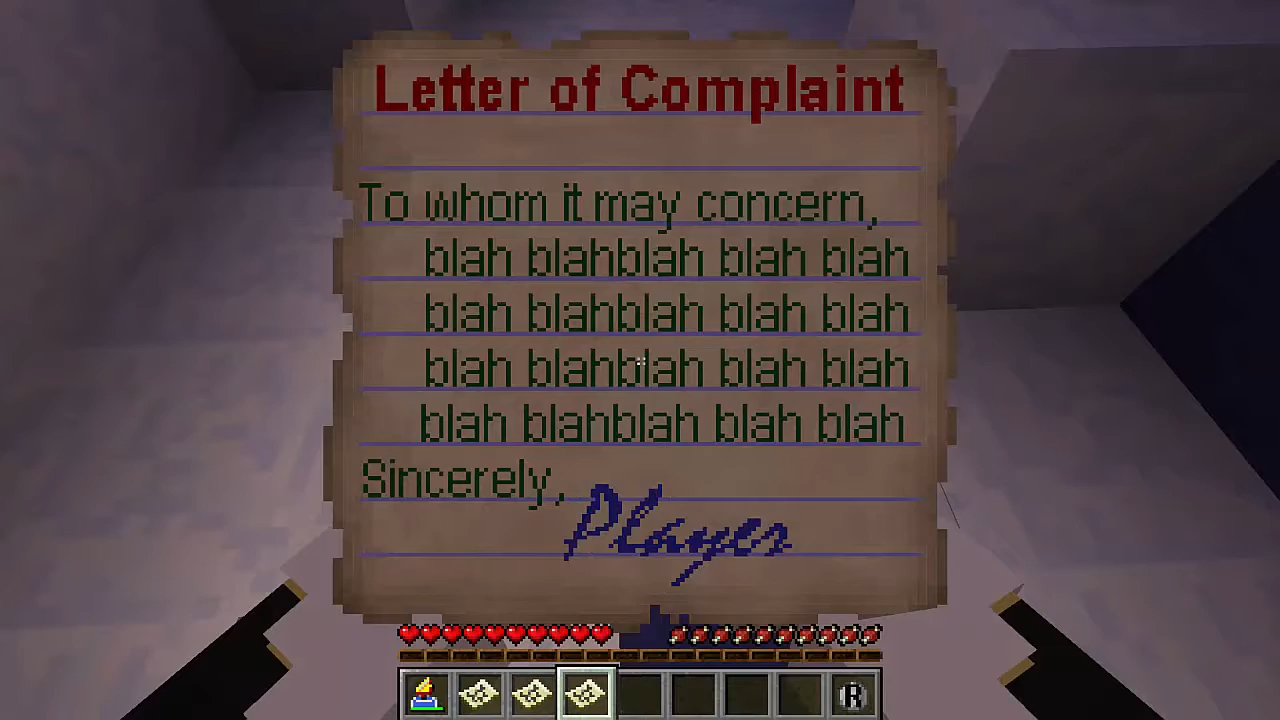 Letter of Complaint
To whom it may concern,
blah blahblah blah blah
blah blahblah blah blah
blah blahblah blah blah
blah blahblah blah blah
Sincerely,
Player
R